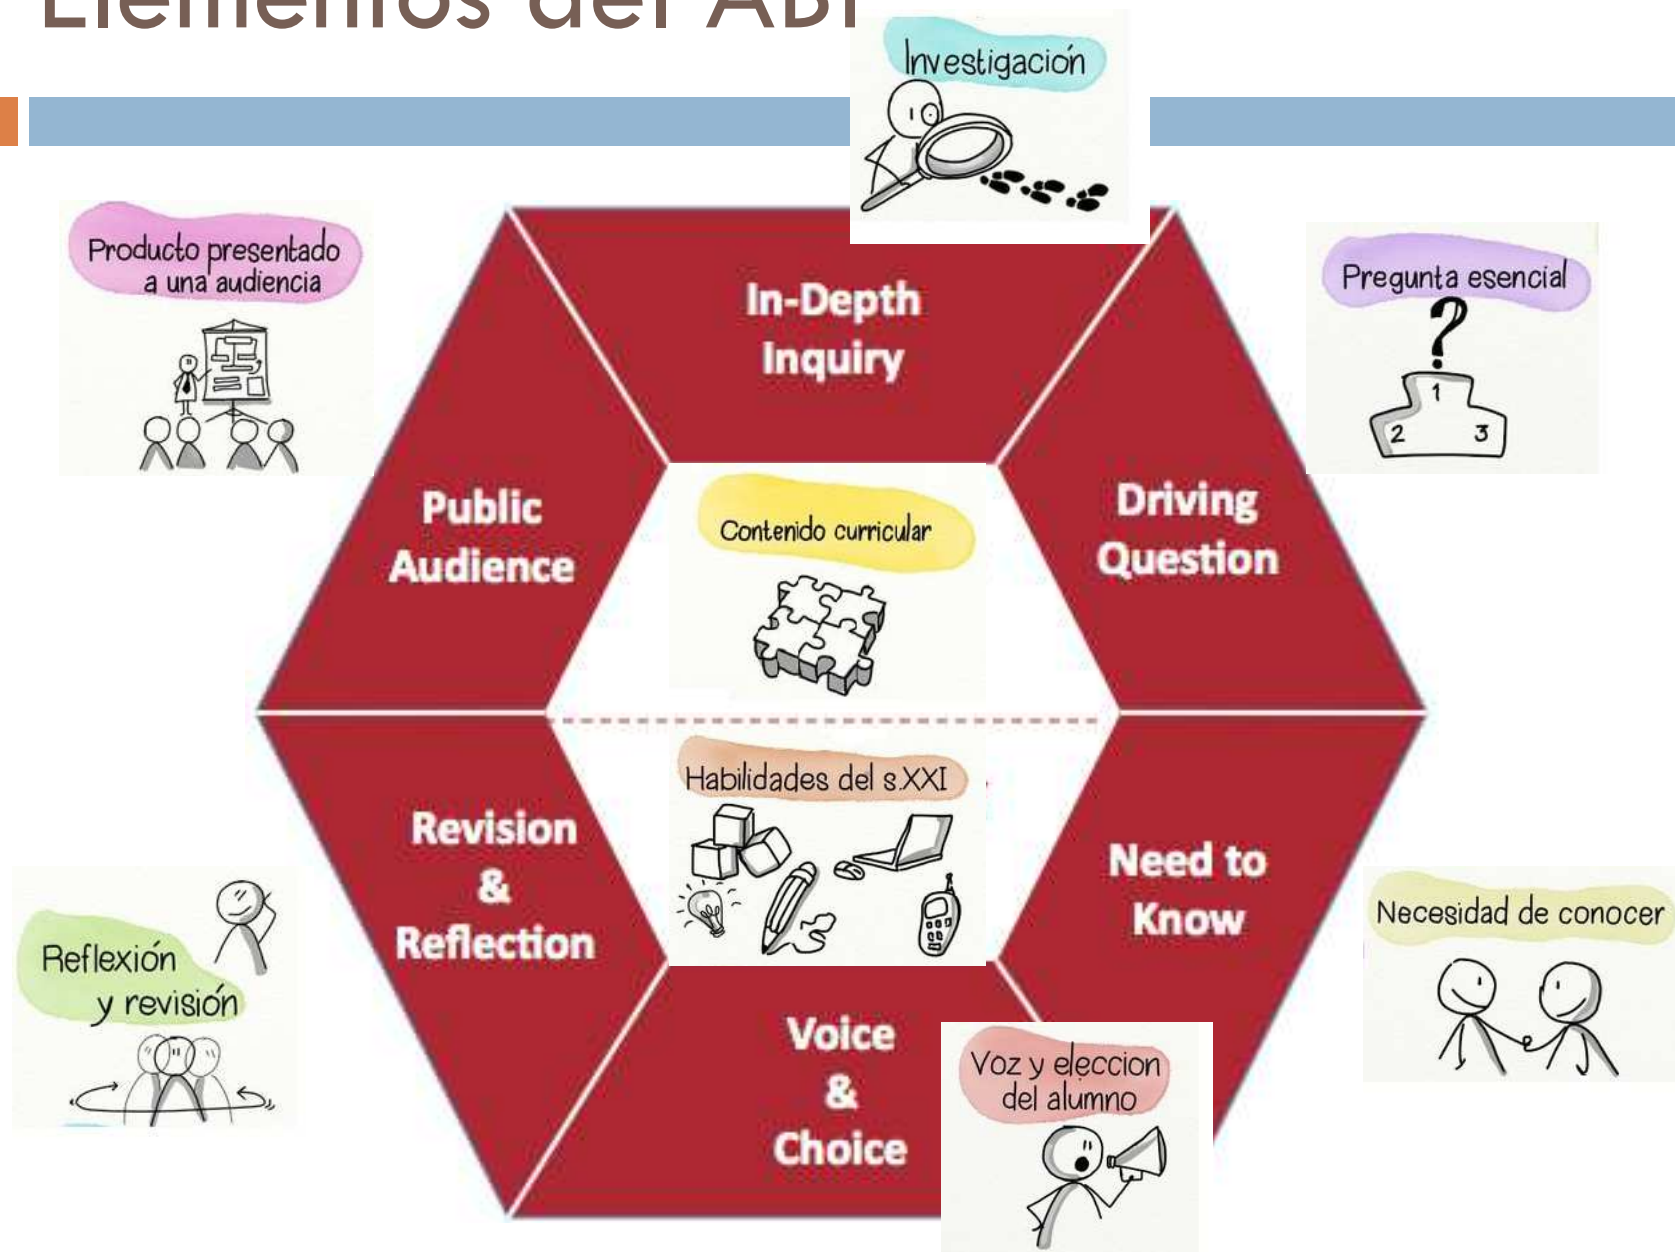 Elementos del ABP
Investigación
Producto presentado
a una audiencia
Pregunta esencial
?
1
2 3
In-Depth
Inquiry
Public
Audience
Driving
Question
Contenido curricular
Habilidades del s.XXI
Revision
&
Reflection
Need to
Know
Reflexión
y revisión
Necesidad de conocer
Voice
&
Choice
Voz y eleccion
del alumno